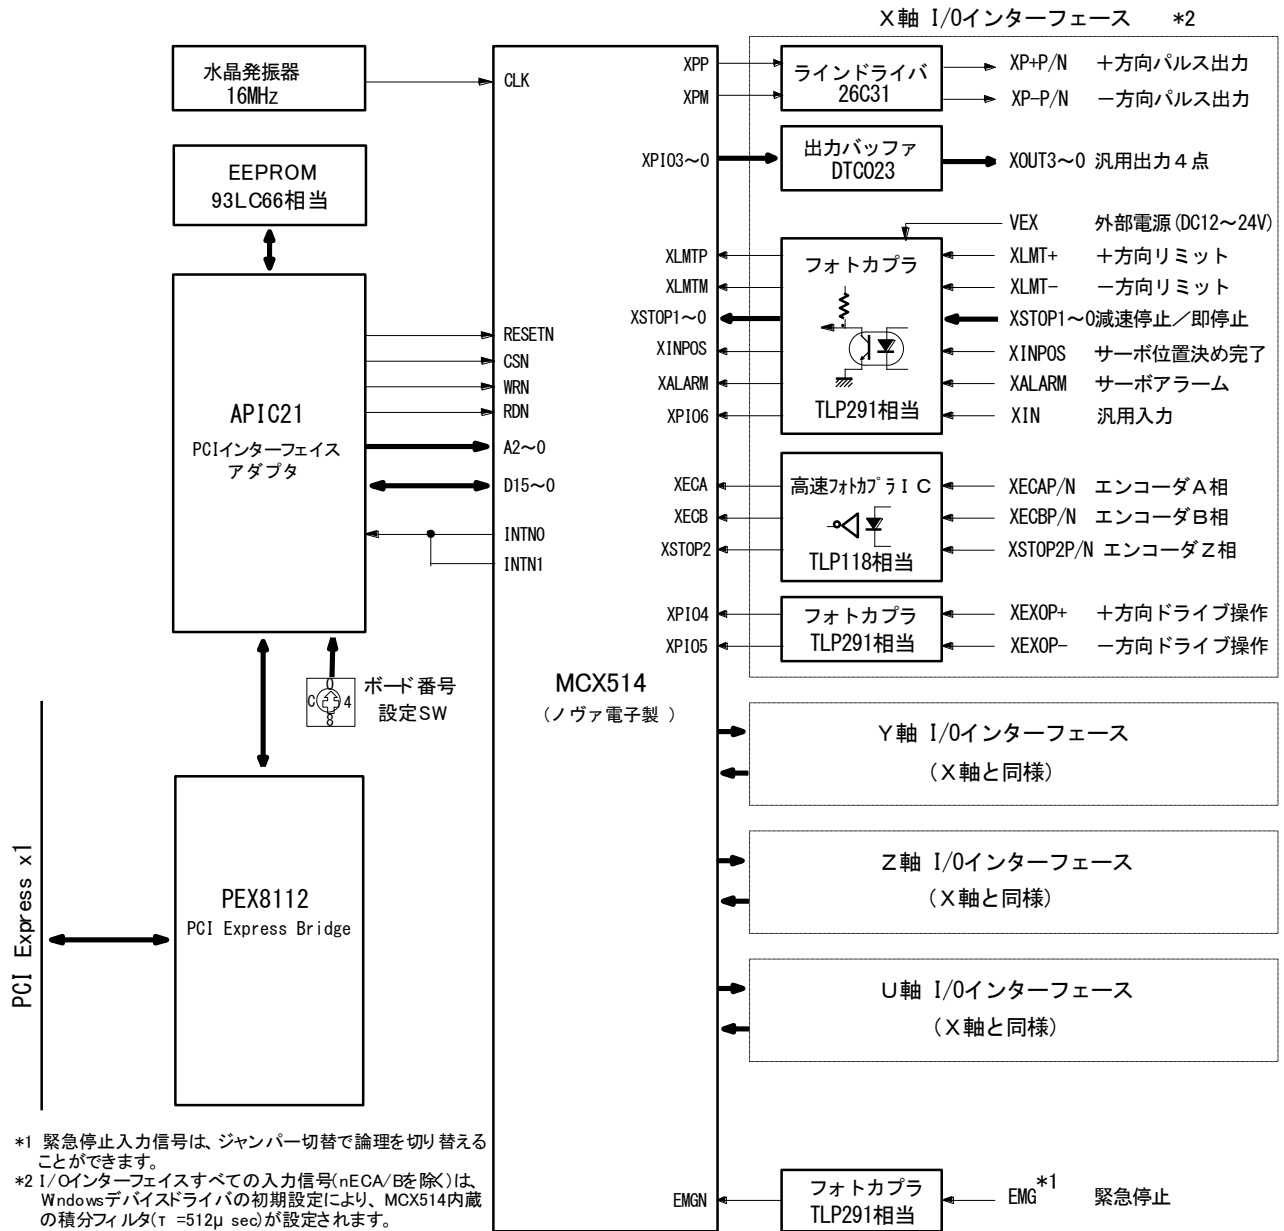 X軸 I/Oインターフェース *2
水晶発振器
16MHz
CLK
EEPROM
93LC66相当
APIC21
PCIインターフェイス
アダプタ
RESETN
CSN
WRN
RDN
A2～0
D15～0
INTN0
INTN1
0
C 4
8
ボード番号
設定SW
PCI Express x1
PEX8112
PCI Express Bridge
MCX514
(ノヴァ電子製 )
XPP
XPM
ラインドライバ
26C31
XP+P/N ＋方向パルス出力
XP-P/N －方向パルス出力
XPIO3～0
出力バッファ
DTC023
XOUT3～0 汎用出力４点
VEX 外部電源(DC12～24V)
XLMTP
XLMTM
XSTOP1～0
XINPOS
XALARM
XPIO6
フォトカプラ
TLP291相当
XLMT+ ＋方向リミット
XLMT- －方向リミット
XSTOP1～0減速停止／即停止
XINPOS サーボ位置決め完了
XALARM サーボアラーム
XIN 汎用入力
XECA
XECB
XSTOP2
高速フォトカプラＩＣ
TLP118相当
XECAP/N エンコーダＡ相
XECBP/N エンコーダＢ相
XSTOP2P/N エンコーダＺ相
XPIO4
XPIO5
フォトカプラ
TLP291相当
XEXOP+ ＋方向ドライブ操作
XEXOP- －方向ドライブ操作
Y軸 I/Oインターフェース
(X軸と同様)
Z軸 I/Oインターフェース
(X軸と同様)
U軸 I/Oインターフェース
(X軸と同様)
EMGN
フォトカプラ
TLP291相当
EMG*1 緊急停止
*1 緊急停止入力信号は、ジャンパー切替で論理を切り替える
ことができます。
*2 I/Oインターフェイスすべての入力信号(nECA/Bを除く)は、
Wndowsデバイスドライバの初期設定により、MCX514内蔵
の積分フィルタ(τ =512μ sec)が設定されます。